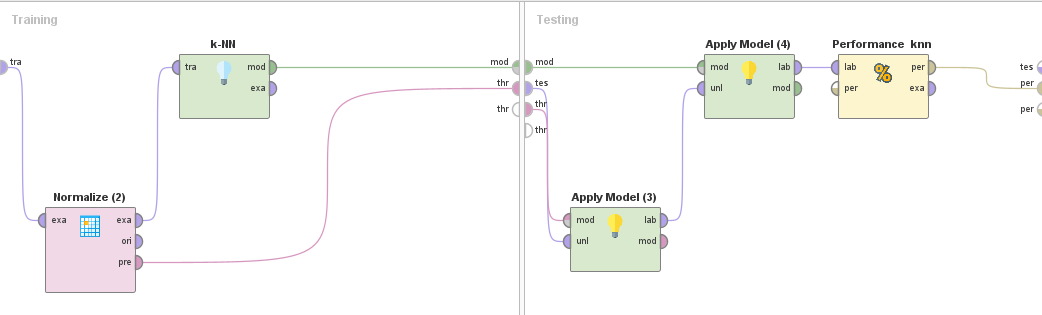 Training
tra
k-NN
tra mod
exa
mod
thr
thr
Normalize (2)
exa exa
ori
pre
Testing
mod
tes
thr
thr
Apply Model (4)
mod lab
unl mod
Performance knn
lab per
per exa
tes
per
per
Apply Model (3)
mod lab
unl mod